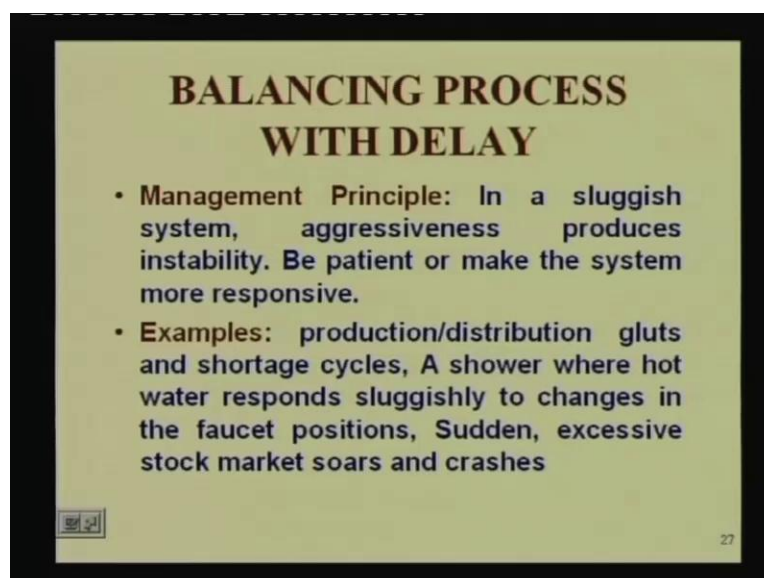 BALANCING PROCESS
WITH DELAY
• Management Principle: In a sluggish
system, aggressiveness produces
instability. Be patient or make the system
more responsive.
• Examples: production/distribution gluts
and shortage cycles, A shower where hot
water responds sluggishly to changes in
the faucet positions, Sudden, excessive
stock market soars and crashes
27